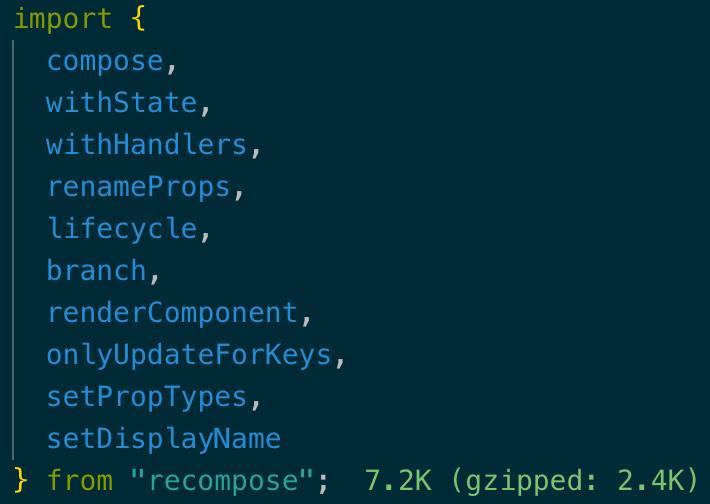 import {
compose,
withState,
withHandlers,
renameProps,
lifecycle,
branch,
renderComponent,
onlyUpdateForKeys,
setPropTypes,
setDisplayName
} from "recompose"; 7.2K (gzipped: 2.4K)